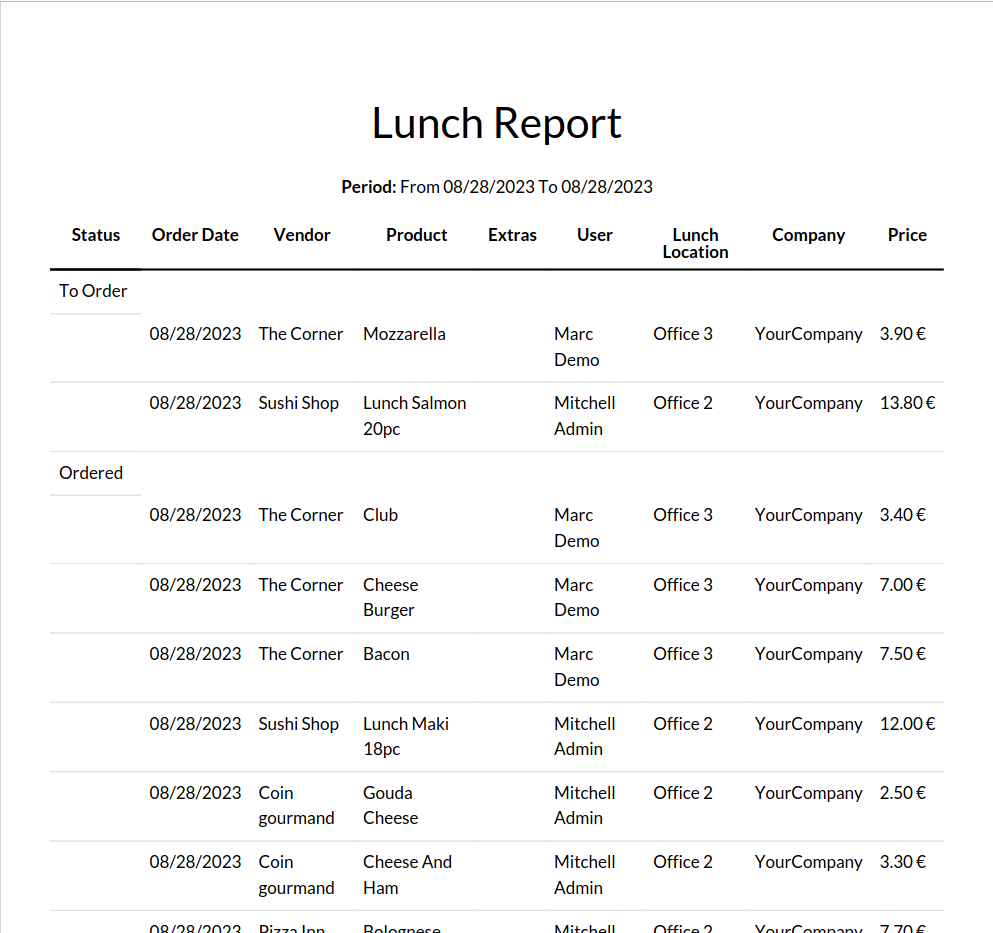 Lunch Report
Period: From 08/28/2023 To 08/28/2023
Status Order Date Vendor Product Extras User Lunch Location Company Price
To Order
08/28/2023 The Corner Mozzarella Marc Demo Office 3 YourCompany 3.90 €
08/28/2023 Sushi Shop Lunch Salmon 20pc Mitchell Admin Office 2 YourCompany 13.80 €
Ordered
08/28/2023 The Corner Club Marc Demo Office 3 YourCompany 3.40 €
08/28/2023 The Corner Cheese Burger Marc Demo Office 3 YourCompany 7.00 €
08/28/2023 The Corner Bacon Marc Demo Office 3 YourCompany 7.50 €
08/28/2023 Sushi Shop Lunch Maki 18pc Mitchell Admin Office 2 YourCompany 12.00 €
08/28/2023 Coin gourmand Gouda Cheese Mitchell Admin Office 2 YourCompany 2.50 €
08/28/2023 Coin gourmand Cheese And Ham Mitchell Admin Office 2 YourCompany 3.30 €
08/28/2023 Pizza Inn Bolognese Mitchell Office 2 YourCompany 7.70 €